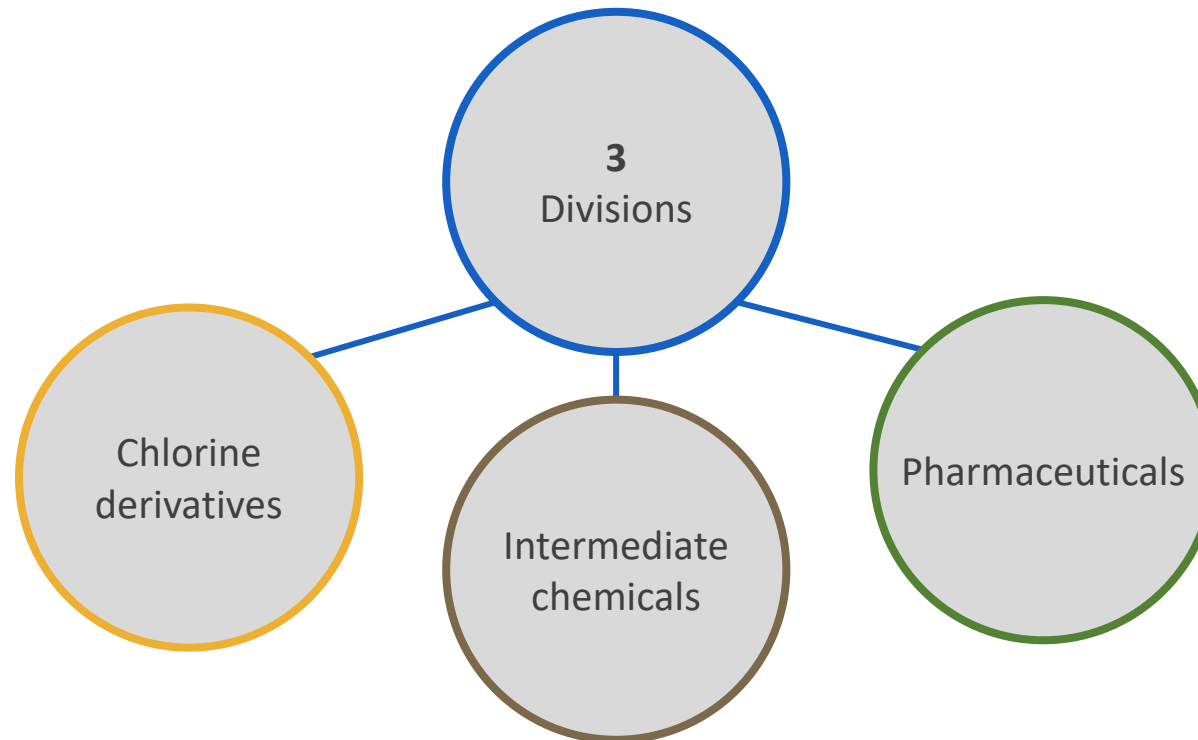 3
Divisions
Chlorine
derivatives
Intermediate
chemicals
Pharmaceuticals